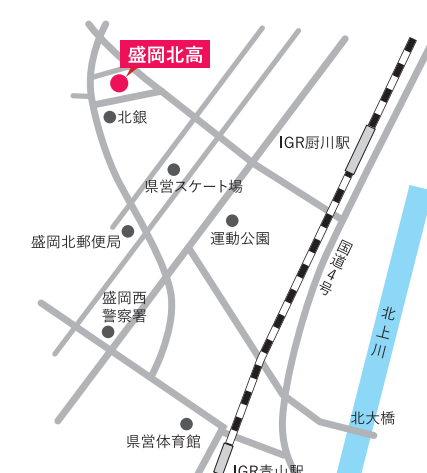 盛岡北高
北銀
IGR厨川駅
県営スケート場
盛岡北郵便局
運動公園
国道4号
盛岡西
警察署
北上川
北大橋
県営体育館
IGR青山駅